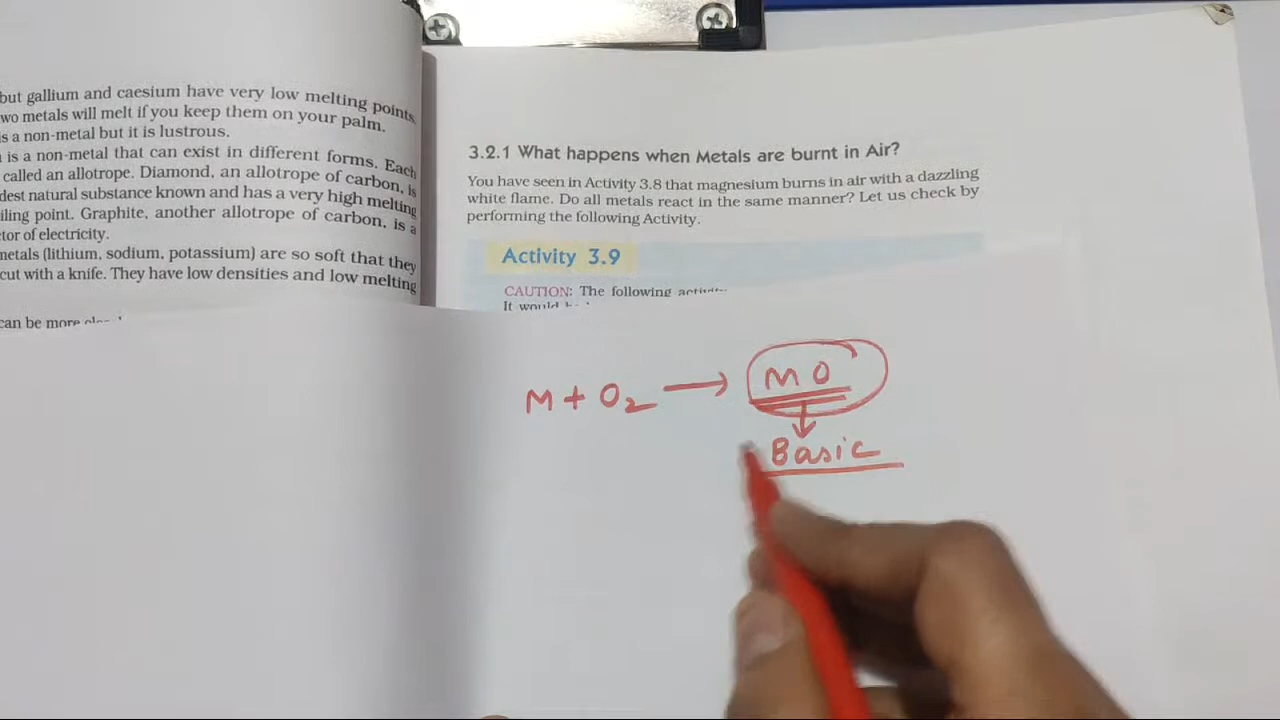 but gallium and caesium have very low melting points.
wo metals will melt if you keep them on your palm.
is a non-metal but it is lustrous.
is a non-metal that can exist in different forms. Each
called an allotrope. Diamond, an allotrope of carbon, is
dest natural substance known and has a very high melting
iling point. Graphite, another allotrope of carbon, is a
tor of electricity.
metals (lithium, sodium, potassium) are so soft that they
cut with a knife. They have low densities and low melting
can be more
3.2.1 What happens when Metals are burnt in Air?
You have seen in Activity 3.8 that magnesium burns in air with a dazzling
white flame. Do all metals react in the same manner? Let us check by
performing the following Activity.
Activity 3.9
CAUTION: The following
It would
M + O2 → MO
Basic